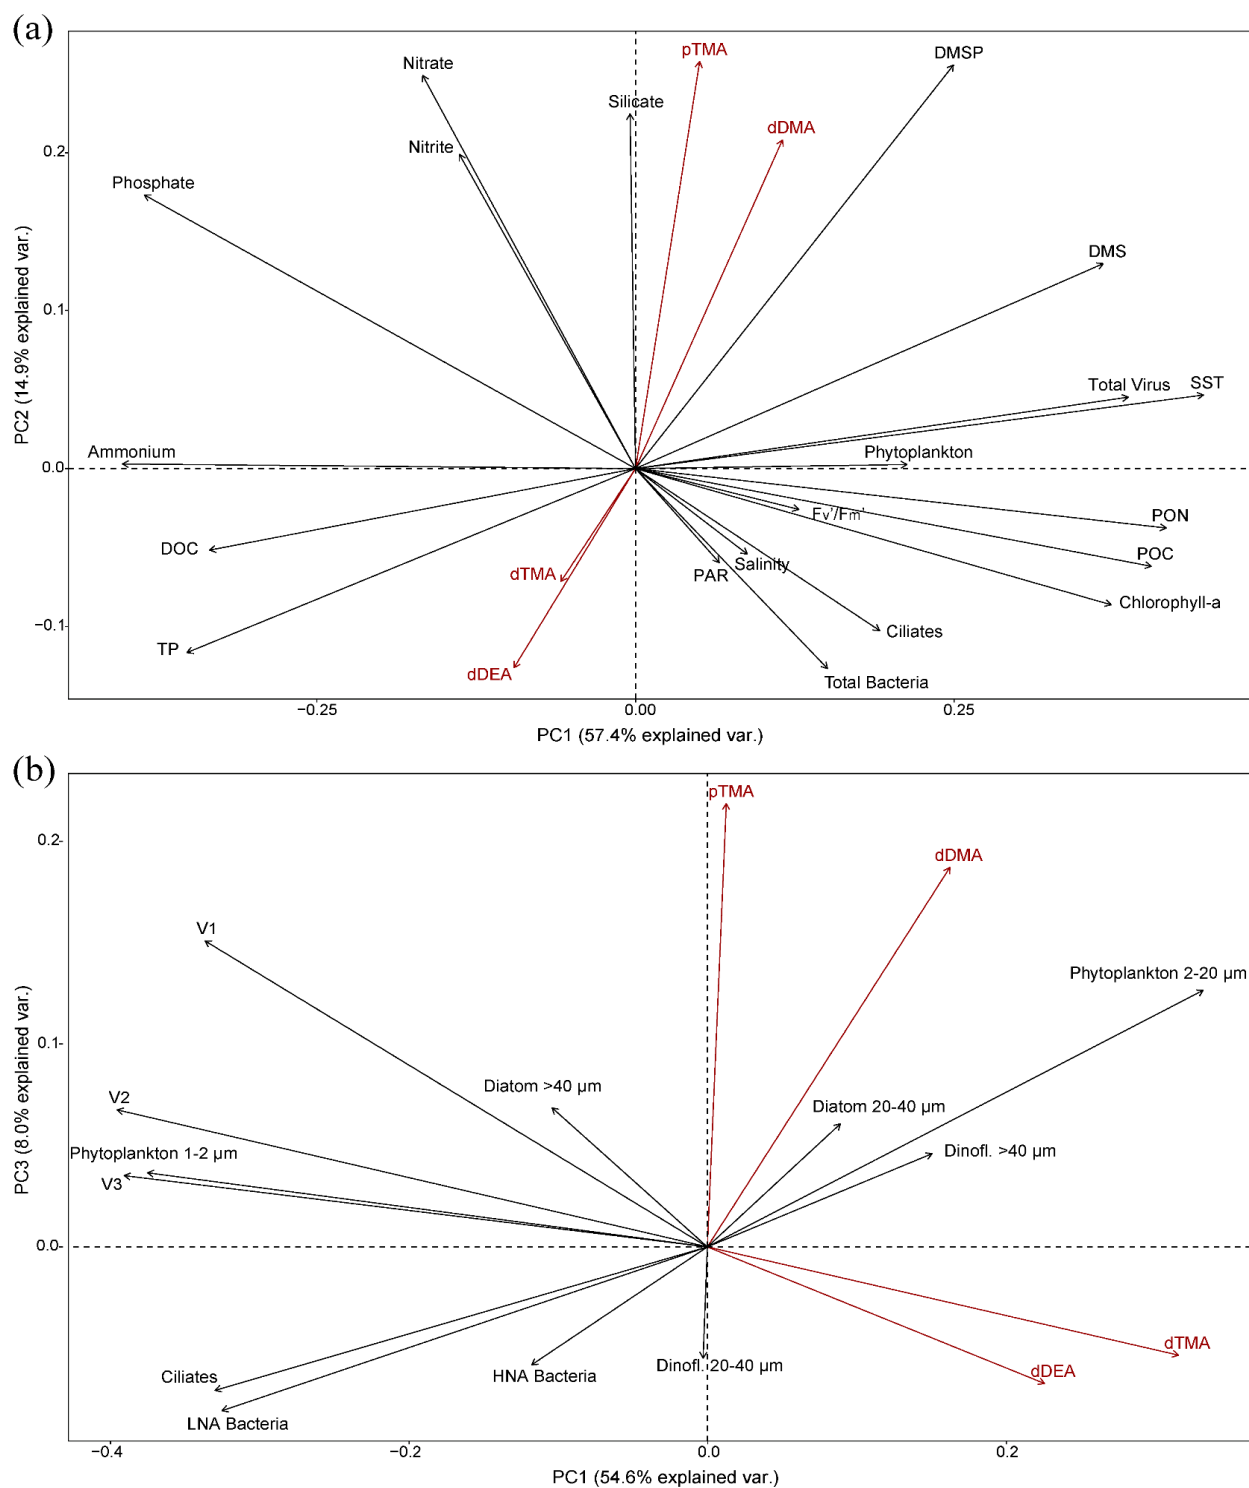 (a)
Nitrate
pTMA
DMSP
Silicate
dDMA
Nitrite
0.2
Phosphate
DMS
0.1
Total Virus
SST
Ammonium
Phytoplankton
0.0
Fv'/Fm'
PON
DOC
dTMA
PAR
Salinity
POC
Chlorophyll-a
−0.1
TP
Ciliates
dDEA
Total Bacteria
PC2 (14.9% explained var.)
−0.25
0.00
0.25
PC1 (57.4% explained var.)
(b)
pTMA
0.2
dDMA
V1
Phytoplankton 2-20 µm
0.1
V2
Diatom >40 µm
Diatom 20-40 µm
Phytoplankton 1-2 µm
Dinofl. >40 µm
V3
0.0
dTMA
Dinofl. 20-40 µm
HNA Bacteria
dDEA
Ciliates
LNA Bacteria
PC3 (8.0% explained var.)
−0.4
−0.2
0.0
0.2
PC1 (54.6% explained var.)